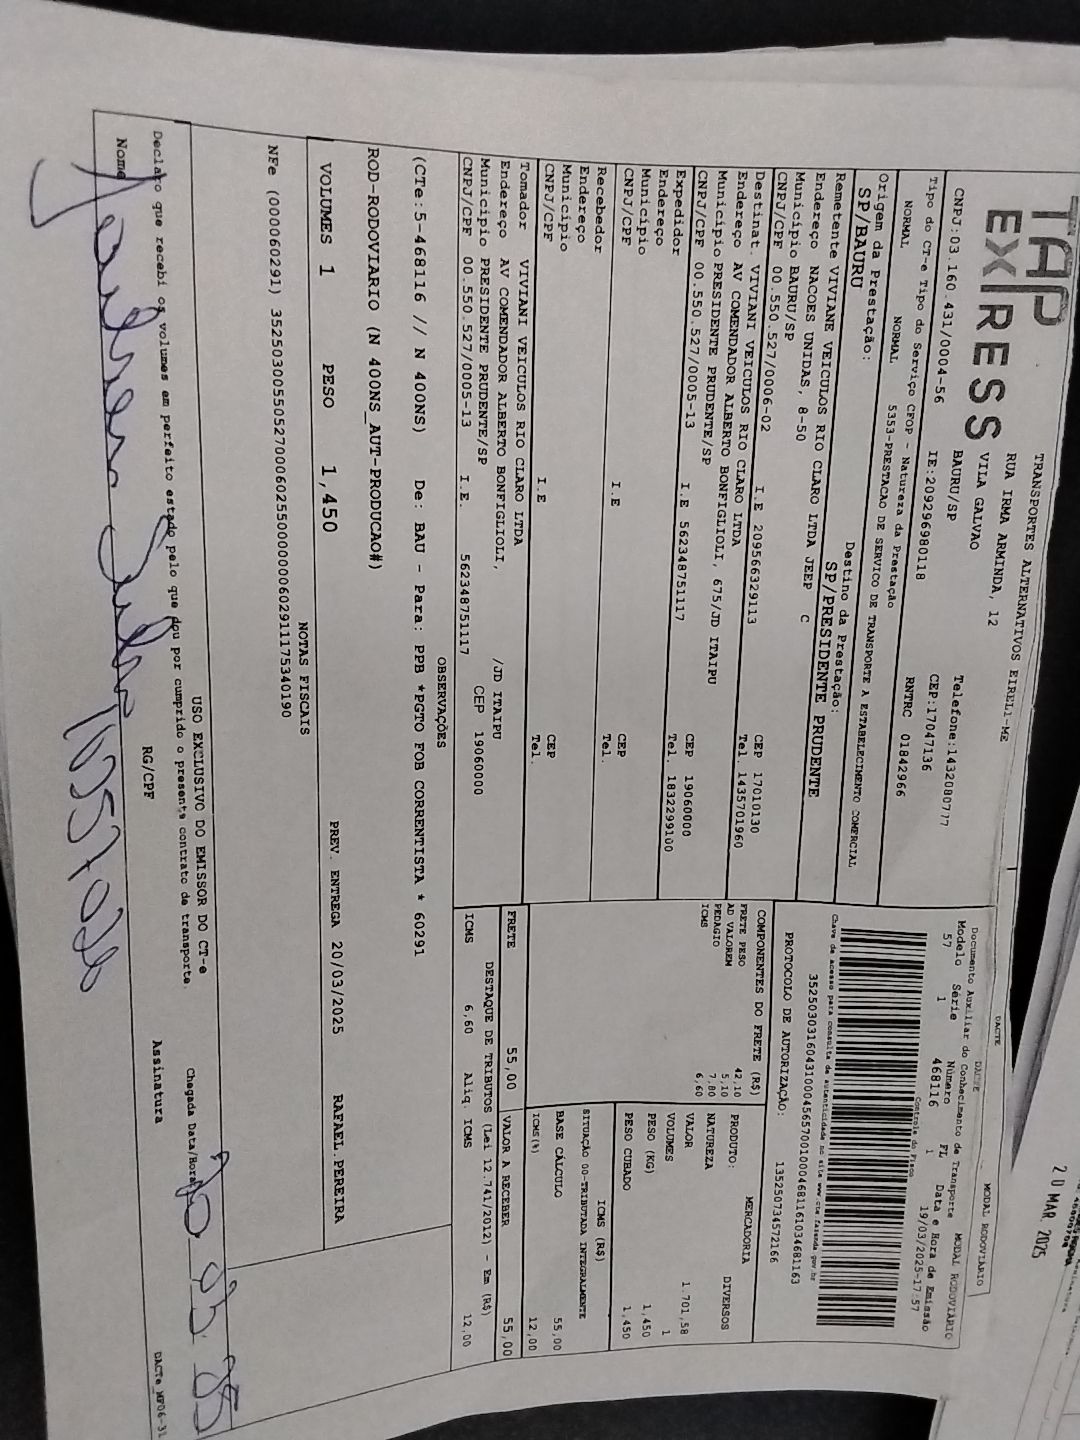 TAP
EXPRESS
TRANSPORTES ALTERNATIVOS EIRELI-ME
RUA IRMA ARMINDA, 12
VILA GALVAO
BAURU/SP
Telefone:1432080777
CEP:17047136
CNPJ:03.160.431/0004-56 IE:209296980118
RNTRC 01842966
Tipo do CT-e Tipo do Serviço CFOP - Natureza da Prestação
NORMAL NORMAL 5353-PRESTACAO DE SERVICO DE TRANSPORTE A ESTABELECIMENTO COMERCIAL
Origem da Prestação: Destino da Prestação:
SP/BAURU SP/PRESIDENTE PRUDENTE
Remetente VIVIANE VEICULOS RIO CLARO LTDA JEEP C
Endereço NACOES UNIDAS, 8-50
Município BAURU/SP CEP 17010130
CNPJ/CPF 00.550.527/0006-02 I.E 209566329113 Tel. 1435701960
Destinat. VIVIANI VEICULOS RIO CLARO LTDA
Endereço AV COMENDADOR ALBERTO BONFIGLIOLI, 675/JD ITAIPU
Município PRESIDENTE PRUDENTE/SP CEP 19060000
CNPJ/CPF 00.550.527/0005-13 I.E 562348751117 Tel. 1832299100
Expedidor
Endereço
Município CEP
CNPJ/CPF I.E Tel.
Recebedor
Endereço
Município CEP
CNPJ/CPF I.E Tel.
Tomador VIVIANI VEICULOS RIO CLARO LTDA
Endereço AV COMENDADOR ALBERTO BONFIGLIOLI, /JD ITAIPU
Município PRESIDENTE PRUDENTE/SP CEP 19060000
CNPJ/CPF 00.550.527/0005-13 I.E. 562348751117
DACTE
DACTE MODAL RODOVIÁRIO
Documento Auxiliar do Conhecimento de Transporte MODAL RODOVIÁRIO
Modelo Série Número FL Data e Hora de Emissão
57 1 468116 1 19/03/2025-17:57
Controle do Fisco
Chave de acesso para consulta de autenticidade no site www.cte.fazenda.gov.br
35250303160431000456570010004681161034681163
PROTOCOLO DE AUTORIZAÇÃO: 135250734572166
COMPONENTES DO FRETE (R$)
FRETE PESO 42,10
AD VALOREM 5,10
PEDAGIO 7,80
ICMS 6,60
MERCADORIA
PRODUTO: DIVERSOS
NATUREZA
VALOR 1.701,58
VOLUMES 1
PESO (KG) 1,450
PESO CUBADO 1,450
ICMS (R$)
SITUAÇÃO 00-TRIBUTADA INTEGRALMENTE
BASE CÁLCULO 55,00
ICMS(%) 12,00
FRETE 55,00 VALOR A RECEBER 55,00
DESTAQUE DE TRIBUTOS (Lei 12.741/2012) - Em (R$)
ICMS 6,60 Aliq. ICMS 12,00
OBSERVAÇÕES
(CTe:5-468116 // N 400NS) De: BAU - Para: PPB *PGTO FOB CORRENTISTA * 60291
ROD-RODOVIARIO (N 400NS_AUT-PRODUCAO#)
VOLUMES 1 PESO 1,450 PREV. ENTREGA 20/03/2025 RAFAEL.PEREIRA
NOTAS FISCAIS
NFe (000060291) 35250300550527000602550000000602911175340190
USO EXCLUSIVO DO EMISSOR DO CT-e
Declaro que recebi os volumes em perfeito estado pelo que dou por cumprido o presente contrato de transporte.
Chegada Data/Hora
Nome RG/CPF Assinatura
DACTe_MF06-3
20 MAR. 2025